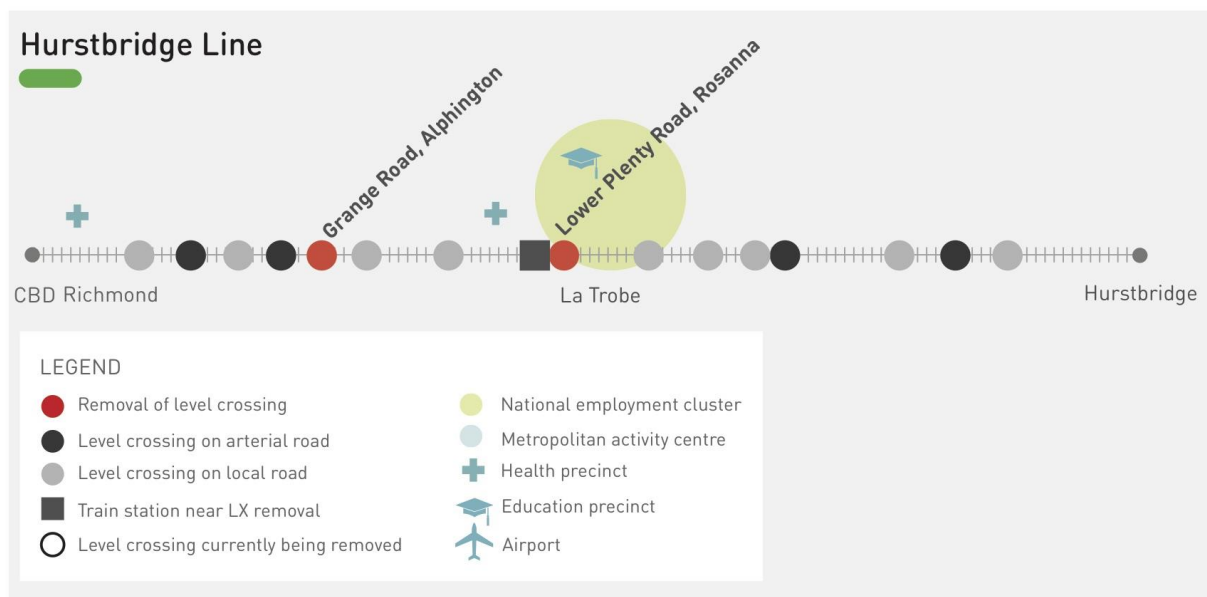 Hurstbridge Line
Grange Road, Alphington
Lower Plenty Road, Rosanna
CBD Richmond
La Trobe
Hurstbridge
LEGEND
Removal of level crossing
Level crossing on arterial road
Level crossing on local road
Train station near LX removal
Level crossing currently being removed
National employment cluster
Metropolitan activity centre
Health precinct
Education precinct
Airport